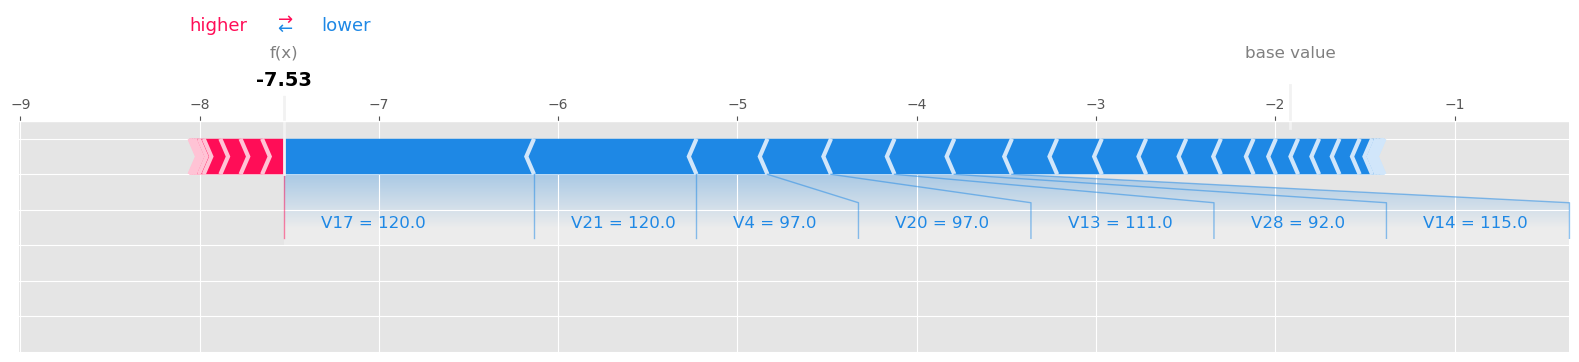 higher ⇄ lower
f(x)
base value
-7.53
−9 −8 −7 −6 −5 −4 −3 −2 −1
V17 = 120.0 V21 = 120.0 V4 = 97.0 V20 = 97.0 V13 = 111.0 V28 = 92.0 V14 = 115.0